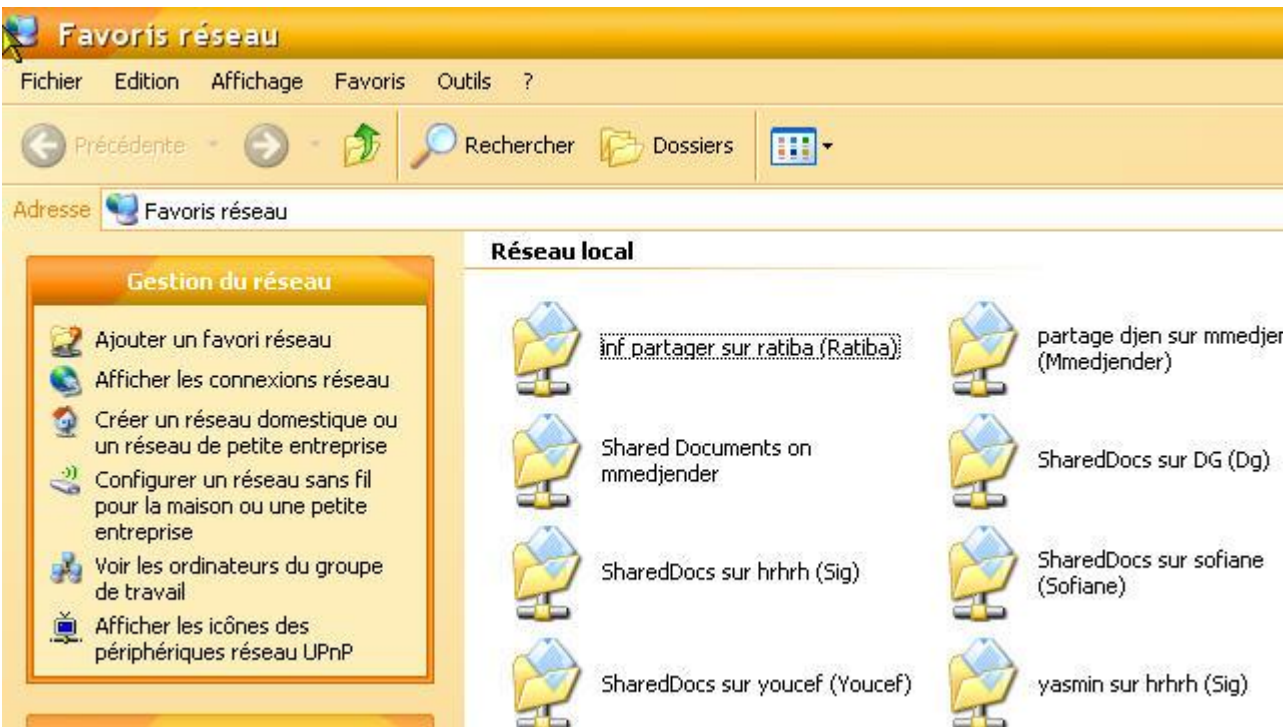 Favoris réseau
Fichier Edition Affichage Favoris Outils ?
Précédente Rechercher Dossiers
Adresse Favoris réseau
Gestion du réseau
Ajouter un favori réseau
Afficher les connexions réseau
Créer un réseau domestique ou
un réseau de petite entreprise
Configurer un réseau sans fil
pour la maison ou une petite
entreprise
Voir les ordinateurs du groupe
de travail
Afficher les icônes des
périphériques réseau UPnP
Réseau local
inf partager sur ratiba (Ratiba)
partage djen sur mmedjen
(Mmedjender)
Shared Documents on
mmedjender
SharedDocs sur DG (Dg)
SharedDocs sur hrhrh (Sig)
SharedDocs sur sofiane
(Sofiane)
SharedDocs sur youcef (Youcef)
yasmin sur hrhrh (Sig)